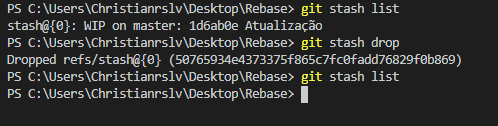 PS C:\Users\Christianrslv\Desktop\Rebase> git stash list
stash@{0}: WIP on master: 1d6ab0e Atualização
PS C:\Users\Christianrslv\Desktop\Rebase> git stash drop
Dropped refs/stash@{0} (50765934e4373375f865c7fc0fadd76829f0b869)
PS C:\Users\Christianrslv\Desktop\Rebase> git stash list
PS C:\Users\Christianrslv\Desktop\Rebase>